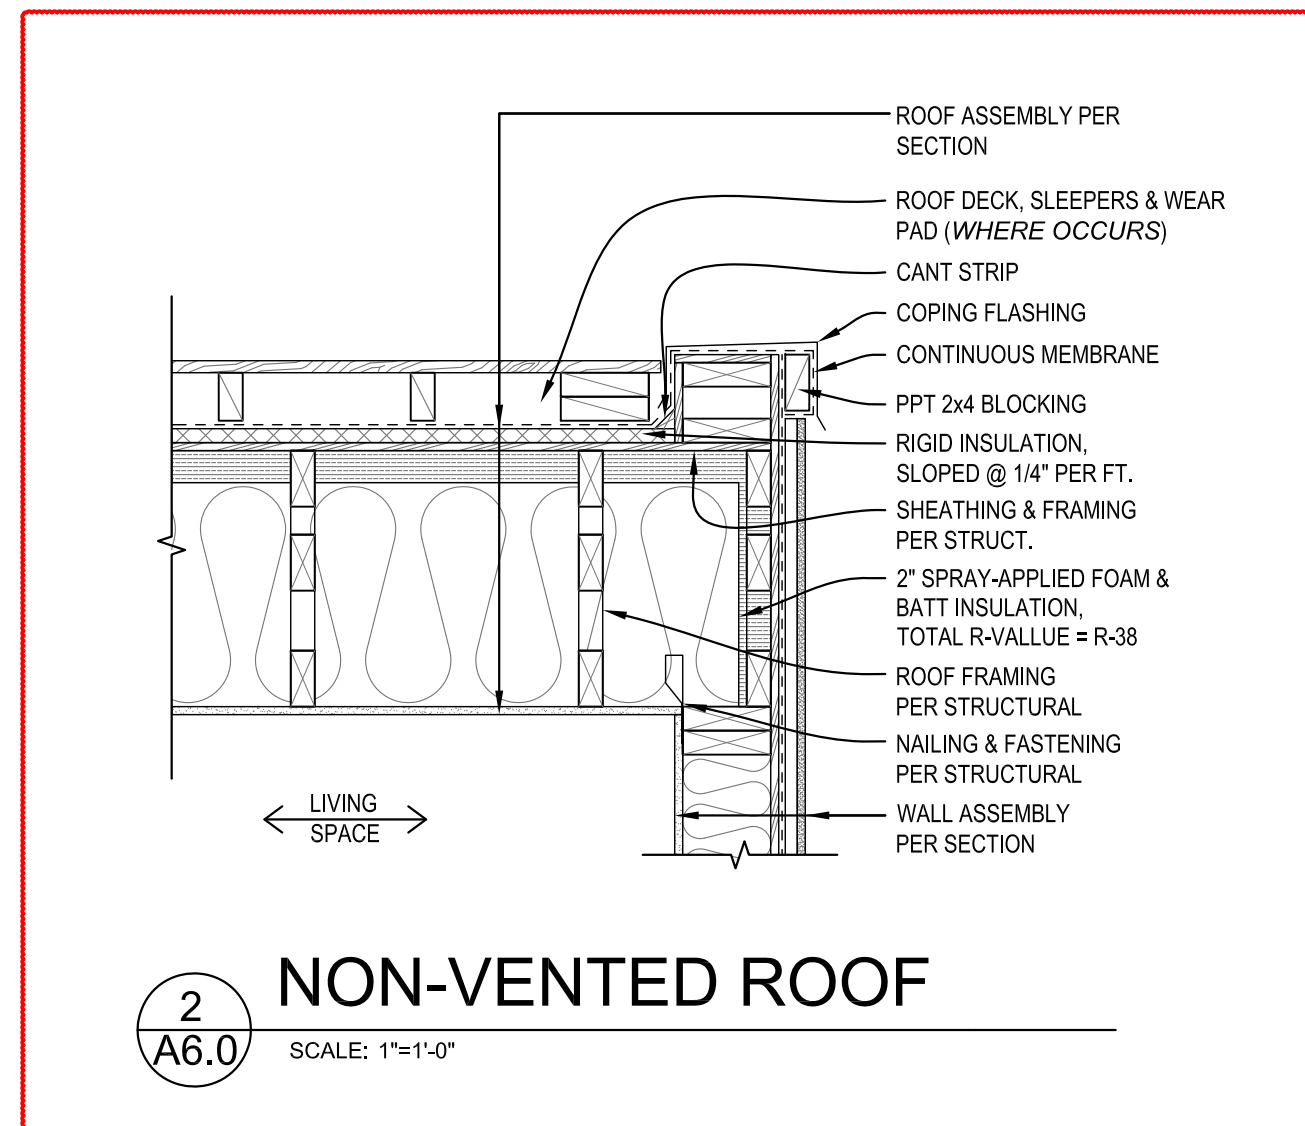 ROOF ASSEMBLY PER
SECTION
ROOF DECK, SLEEPERS & WEAR
PAD (WHERE OCCURS)
CANT STRIP
COPING FLASHING
CONTINUOUS MEMBRANE
PPT 2x4 BLOCKING
RIGID INSULATION,
SLOPED @ 1/4" PER FT.
SHEATHING & FRAMING
PER STRUCT.
2" SPRAY-APPLIED FOAM &
BATT INSULATION,
TOTAL R-VALLUE = R-38
ROOF FRAMING
PER STRUCTURAL
NAILING & FASTENING
PER STRUCTURAL
WALL ASSEMBLY
PER SECTION
LIVING
SPACE
2
A6.0
NON-VENTED ROOF
SCALE: 1"=1'-0"